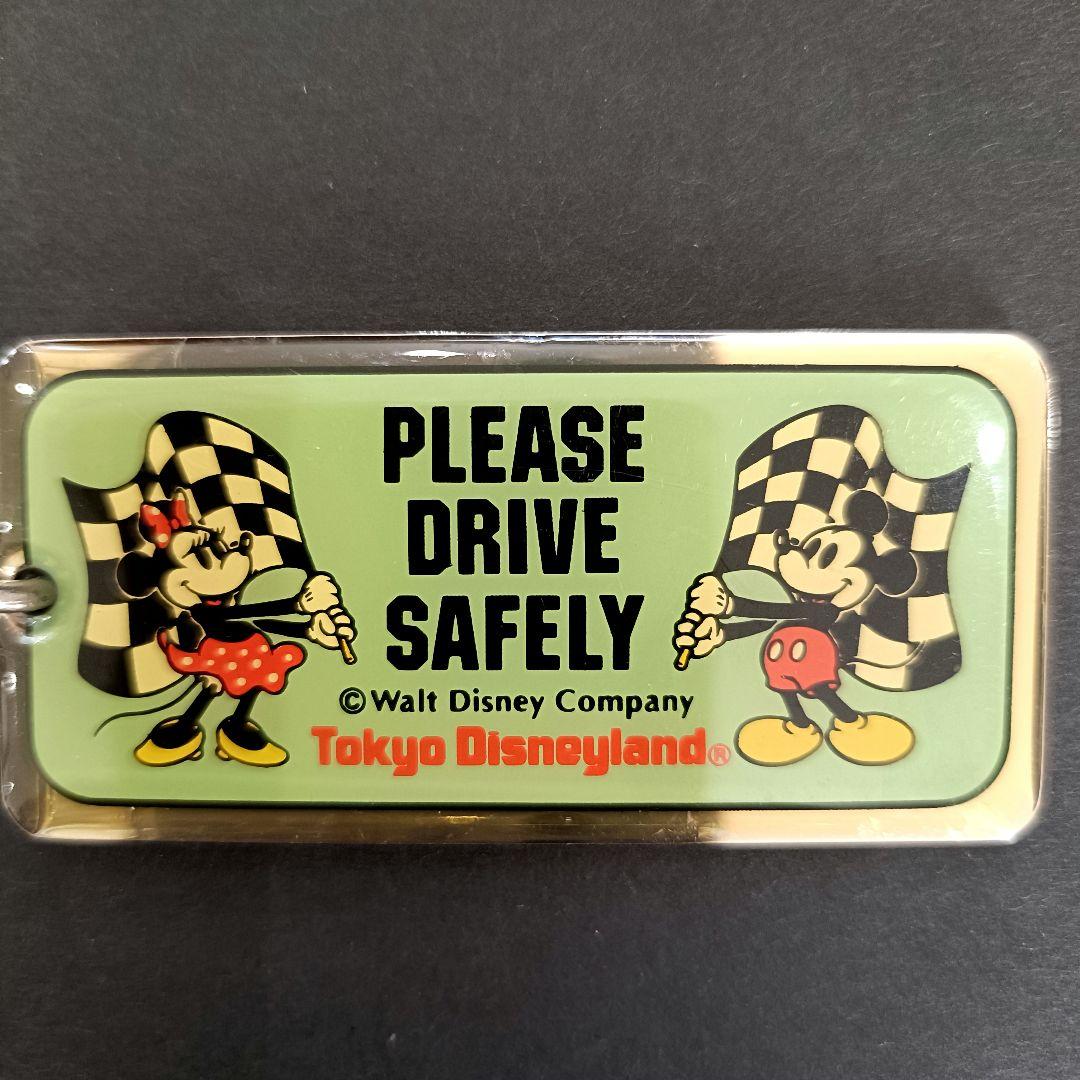 PLEASE
DRIVE
SAFELY
©Walt Disney Company
Tokyo Disneyland®